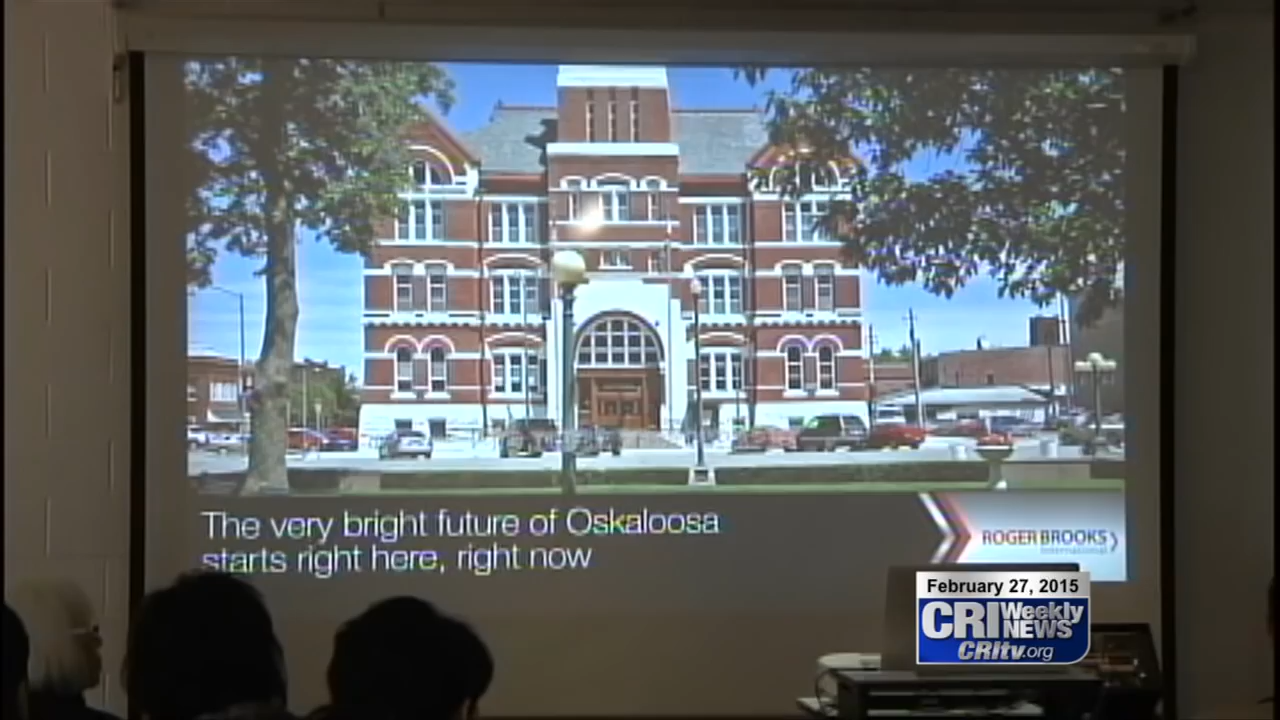 The very bright future of Oskaloosa
starts right here, right now
ROGER BROOKS
International
February 27, 2015
CRI Weekly NEWS
CRItv.org